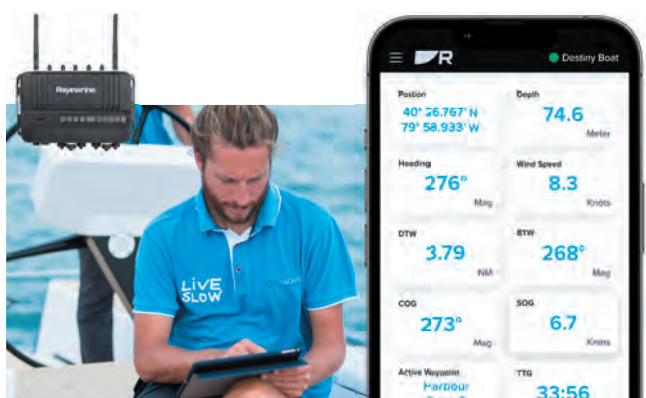 Raymarine
LIVE
SLOW
R
Destiny Boat
Postion
40° 26.767' N
79° 58.933' W
Depth
74.6
Meter
Heading
276°
Mag
Wind Speed
8.3
Knots
DTW
3.79
NM
BTW
268°
Mag
COG
273°
Mag
SOG
6.7
Knots
Active Waypoint
Harbour
TTG
33:56